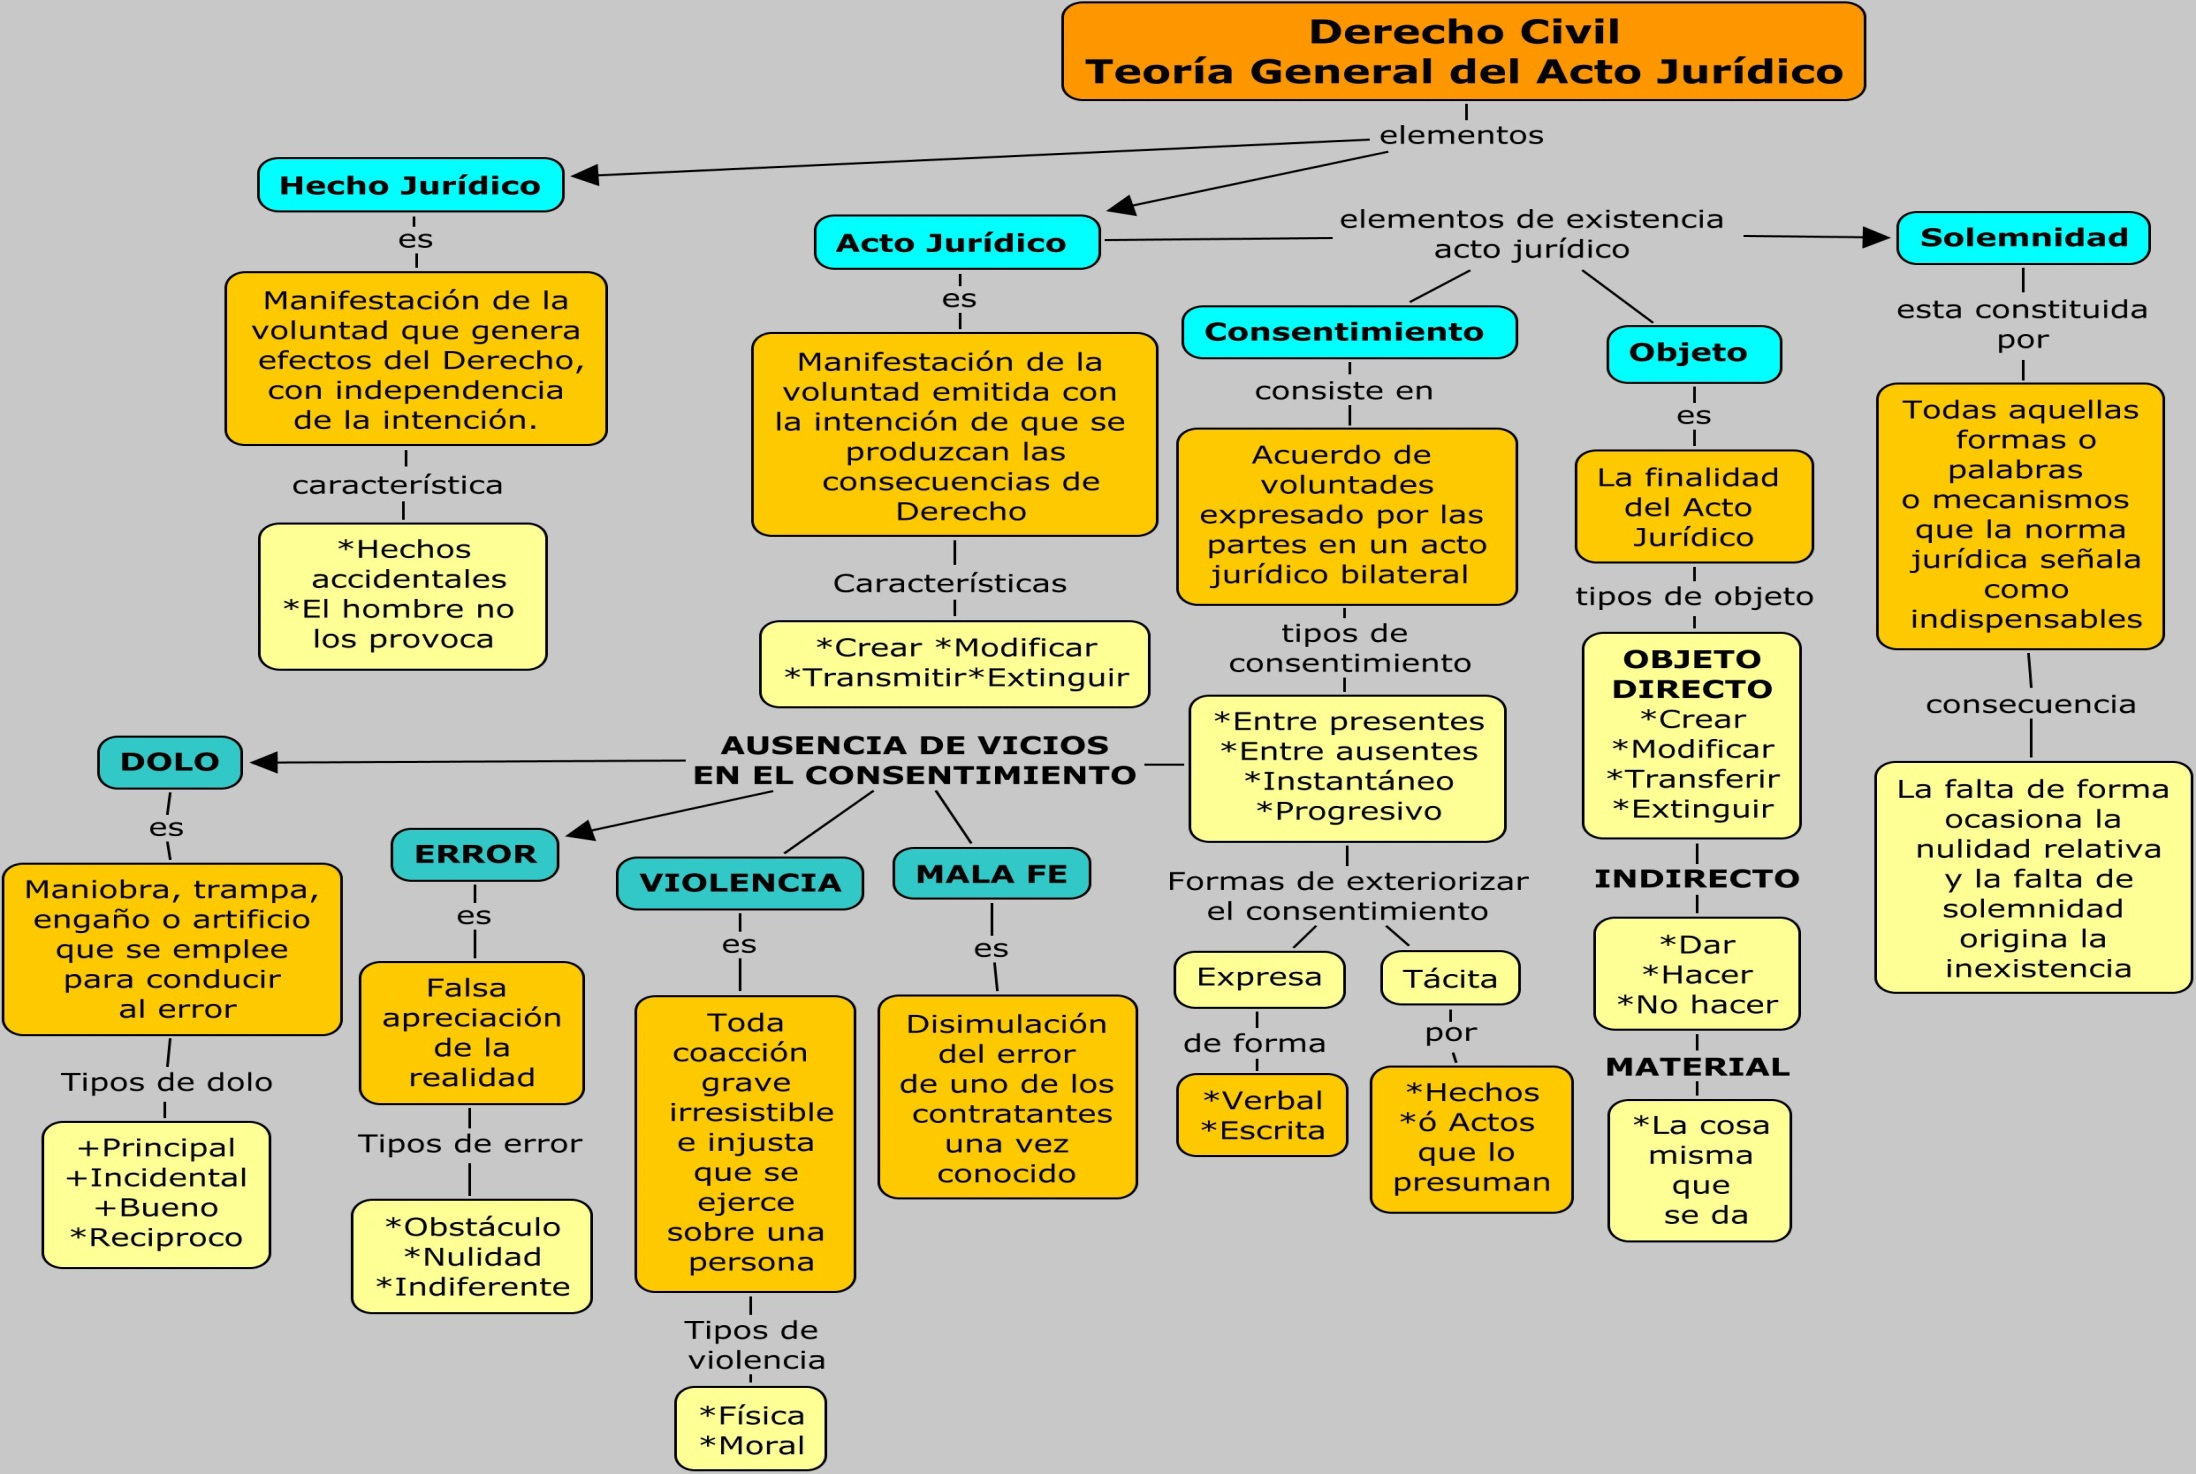 Derecho Civil
Teoría General del Acto Jurídico
elementos
Hecho Jurídico
es
Manifestación de la
voluntad que genera
efectos del Derecho,
con independencia
de la intención.
característica
*Hechos
accidentales
*El hombre no
los provoca
Acto Jurídico
es
Manifestación de la
voluntad emitida con
la intención de que se
produzcan las
consecuencias de
Derecho
Características
*Crear *Modificar
*Transmitir*Extinguir
elementos de existencia
acto jurídico
Consentimiento
consiste en
Acuerdo de
voluntades
expresado por las
partes en un acto
jurídico bilateral
tipos de
consentimiento
*Entre presentes
*Entre ausentes
*Instantáneo
*Progresivo
Formas de exteriorizar
el consentimiento
Expresa
de forma
*Verbal
*Escrita
Tácita
por
*Hechos
*ó Actos
que lo
presuman
Objeto
es
La finalidad
del Acto
Jurídico
tipos de objeto
OBJETO
DIRECTO
*Crear
*Modificar
*Transferir
*Extinguir
INDIRECTO
*Dar
*Hacer
*No hacer
MATERIAL
*La cosa
misma
que
se da
Solemnidad
esta constituida
por
Todas aquellas
formas o
palabras
o mecanismos
que la norma
jurídica señala
como
indispensables
consecuencia
La falta de forma
ocasiona la
nulidad relativa
y la falta de
solemnidad
origina la
inexistencia
AUSENCIA DE VICIOS
EN EL CONSENTIMIENTO
DOLO
es
Maniobra, trampa,
engaño o artificio
que se emplee
para conducir
al error
Tipos de dolo
+Principal
+Incidental
+Bueno
*Reciproco
ERROR
es
Falsa
apreciación
de la
realidad
Tipos de error
*Obstáculo
*Nulidad
*Indiferente
VIOLENCIA
es
Toda
coacción
grave
irresistible
e injusta
que se
ejerce
sobre una
persona
Tipos de
violencia
*Física
*Moral
MALA FE
es
Disimulación
del error
de uno de los
contratantes
una vez
conocido